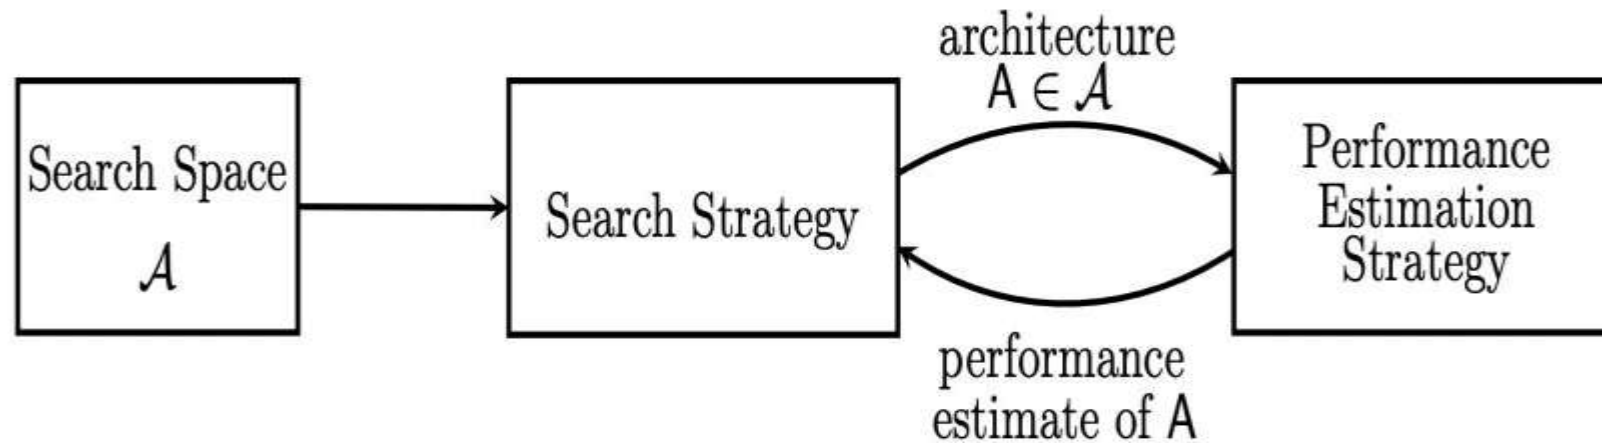 Search Space
𝒜
Search Strategy
architecture
A ∈ 𝒜
performance
estimate of A
Performance
Estimation
Strategy